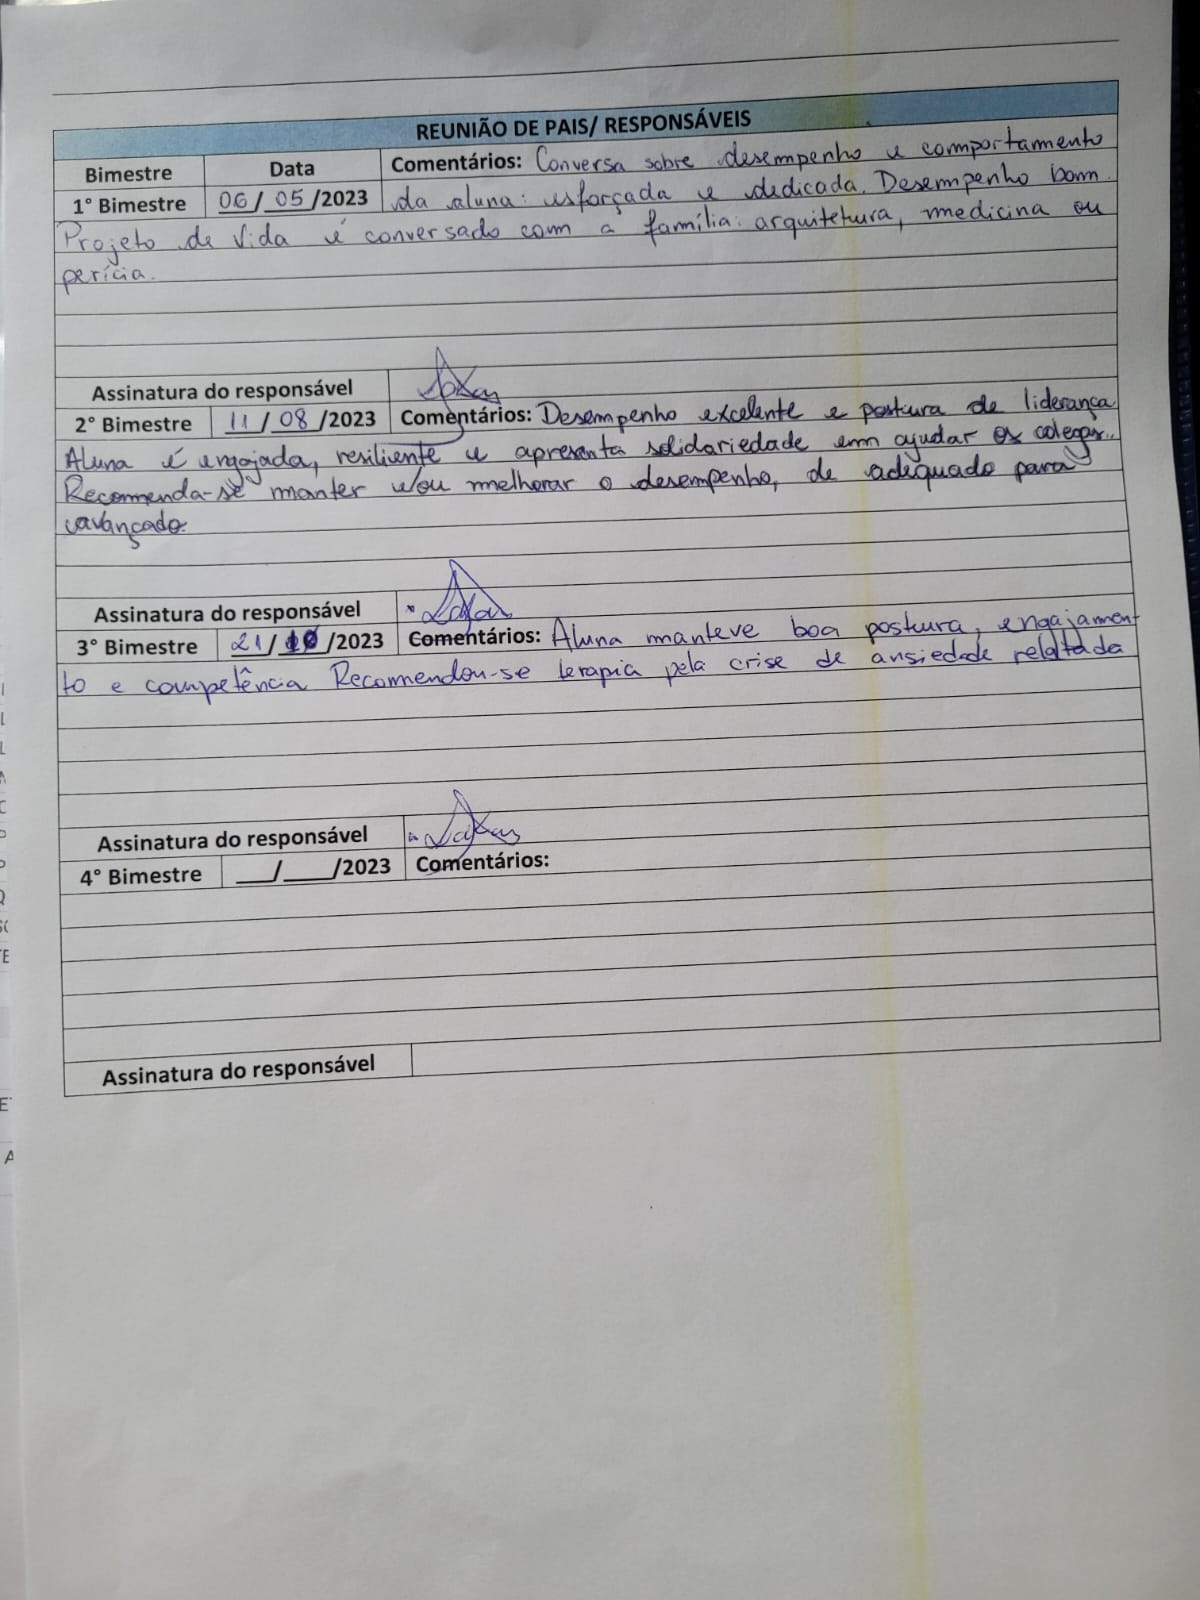 REUNIÃO DE PAIS/ RESPONSÁVEIS
Bimestre Data Comentários: Conversa sobre desempenho e comportamento
1° Bimestre 06/05/2023 da aluna: esforçada e dedicada. Desempenho bom.
Projeto de Vida é conversado com a família: arquitetura, medicina ou
perícia.
Assinatura do responsável
2° Bimestre 11/08/2023 Comentários: Desempenho excelente e postura de liderança
Aluna é engajada, resiliente e apresenta solidariedade em ajudar os colegas.
Recomenda-se manter e/ou melhorar o desempenho, de adequado para
avançado.
Assinatura do responsável
3° Bimestre 21/10/2023 Comentários: Aluna manteve boa postura, engajamen-
to e competência Recomendou-se terapia pela crise de ansiedade relatada
Assinatura do responsável
4° Bimestre ___/____/2023 Comentários:
Assinatura do responsável